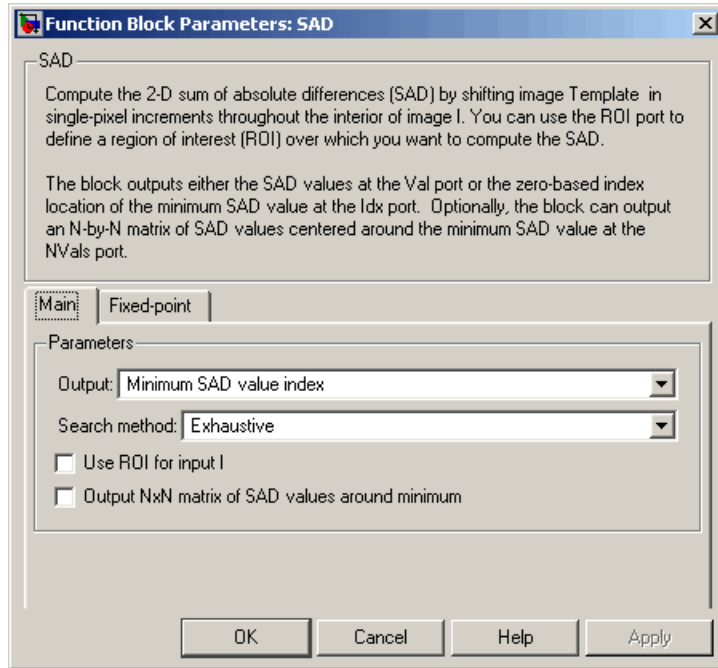 Function Block Parameters: SAD
SAD
Compute the 2-D sum of absolute differences (SAD) by shifting image Template  in
single-pixel increments throughout the interior of image I. You can use the ROI port to
define a region of interest (ROI) over which you want to compute the SAD.
The block outputs either the SAD values at the Val port or the zero-based index
location of the minimum SAD value at the Idx port.  Optionally, the block can output
an N-by-N matrix of SAD values centered around the minimum SAD value at the
NVals port.
Main Fixed-point
Parameters
Output: Minimum SAD value index
Search method: Exhaustive
Use ROI for input I
Output NxN matrix of SAD values around minimum
OK Cancel Help Apply